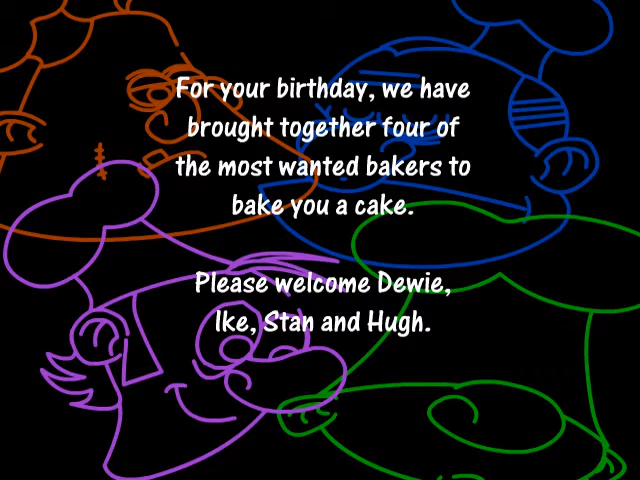 For your birthday, we have
brought together four of
the most wanted bakers to
bake you a cake.
Please welcome Dewie,
Ike, Stan and Hugh.